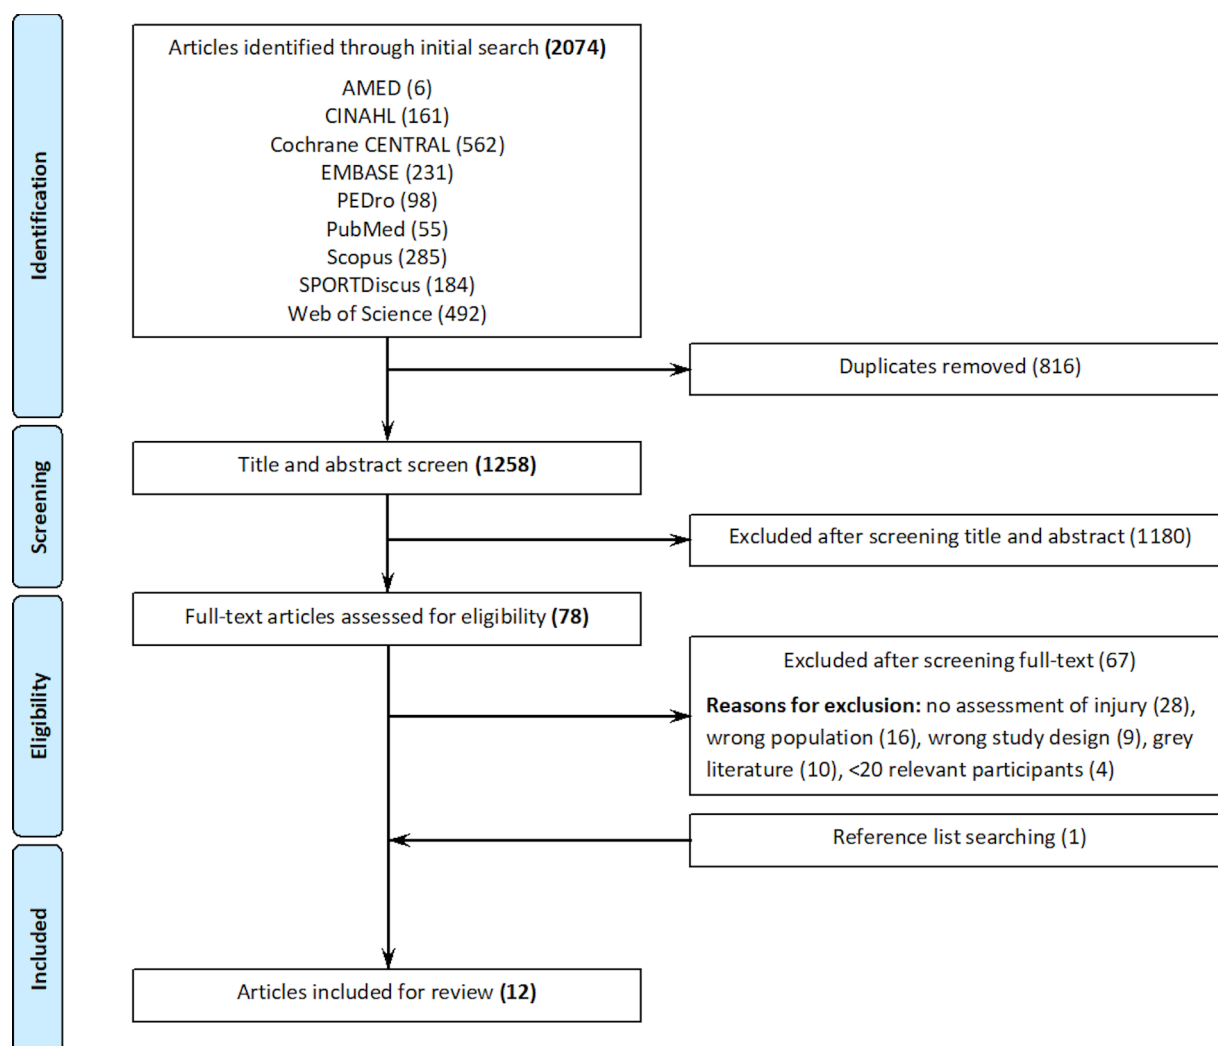 Identification
Articles identified through initial search (2074)
AMED (6)
CINAHL (161)
Cochrane CENTRAL (562)
EMBASE (231)
PEDro (98)
PubMed (55)
Scopus (285)
SPORTDiscus (184)
Web of Science (492)
Duplicates removed (816)
Screening
Title and abstract screen (1258)
Excluded after screening title and abstract (1180)
Eligibility
Full-text articles assessed for eligibility (78)
Excluded after screening full-text (67)
Reasons for exclusion: no assessment of injury (28),
wrong population (16), wrong study design (9), grey
literature (10), <20 relevant participants (4)
Reference list searching (1)
Included
Articles included for review (12)